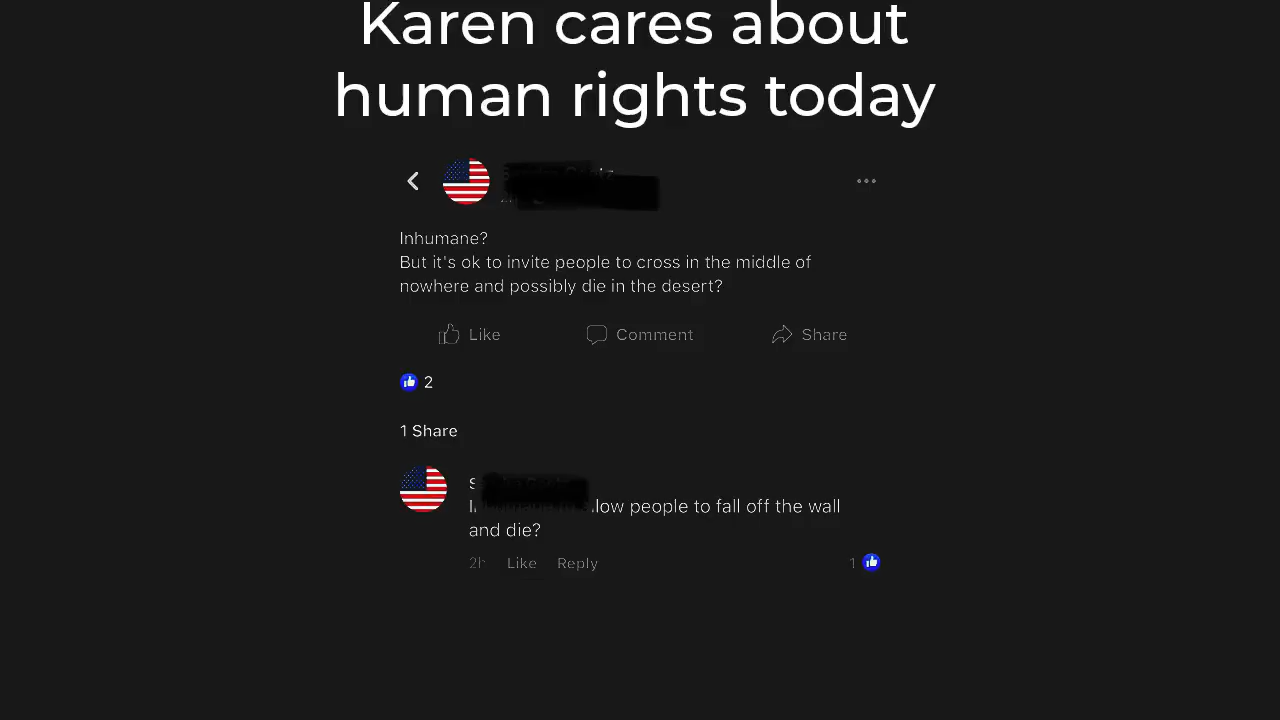 Karen cares about
human rights today
Inhumane?
But it's ok to invite people to cross in the middle of
nowhere and possibly die in the desert?
Like
Comment
Share
2
1 Share
S
low people to fall off the wall
and die?
2h
Like
Reply
1